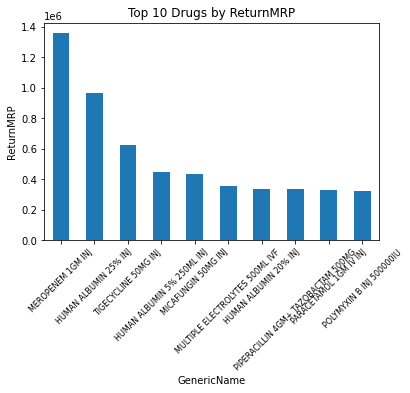 Top 10 Drugs by ReturnMRP
1e6
1.4
1.2
1.0
0.8
0.6
0.4
0.2
0.0
ReturnMRP
MEROPENEM 1GM INJ
HUMAN ALBUMIN 25% INJ
TIGECYCLINE 50MG INJ
HUMAN ALBUMIN 5% 250ML INJ
MICAFUNGIN 50MG INJ
MULTIPLE ELECTROLYTES 500ML IVF
HUMAN ALBUMIN 20% INJ
PIPERACILLIN 4GM+ TAZOBACTAM 500MG
PARACETAMOL 1GM IV INJ
POLYMYXIN B INJ 500000IU
GenericName